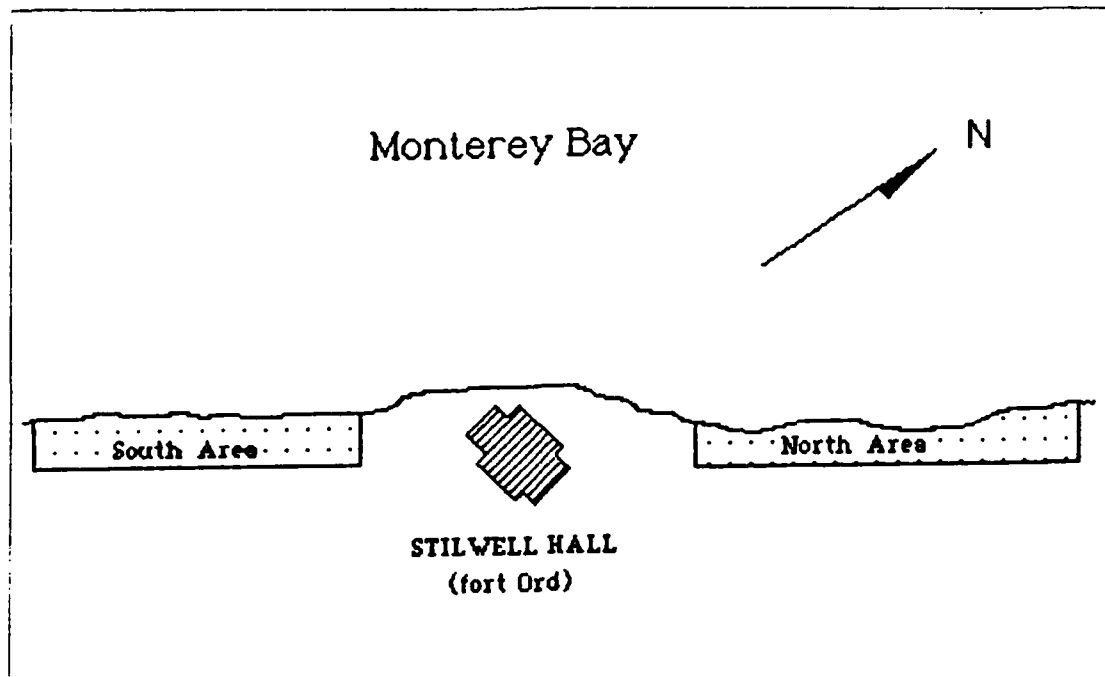 Monterey Bay
N
South Area
North Area
STILWELL HALL
(fort Ord)